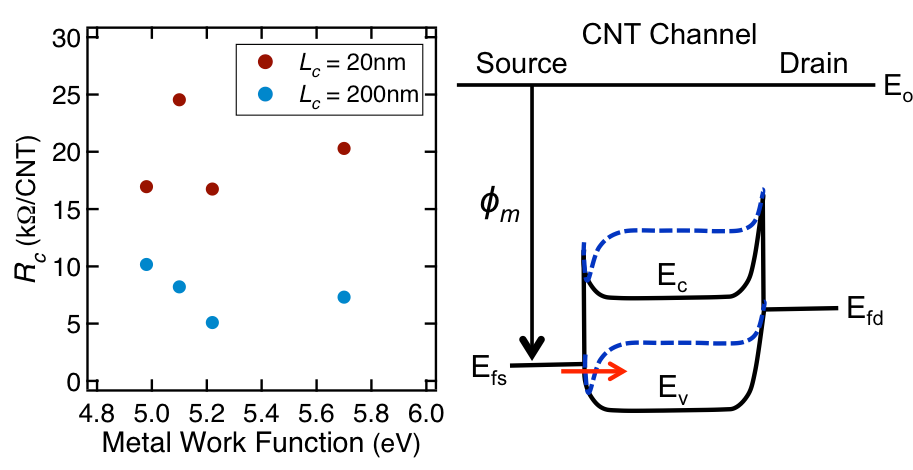 30
25
20
15
10
5
0
R_c (kΩ/CNT)
L_c = 20nm
L_c = 200nm
4.8 5.0 5.2 5.4 5.6 5.8 6.0
Metal Work Function (eV)
CNT Channel
Source Drain
E_o
ϕ_m
E_c
E_fd
E_fs
E_v